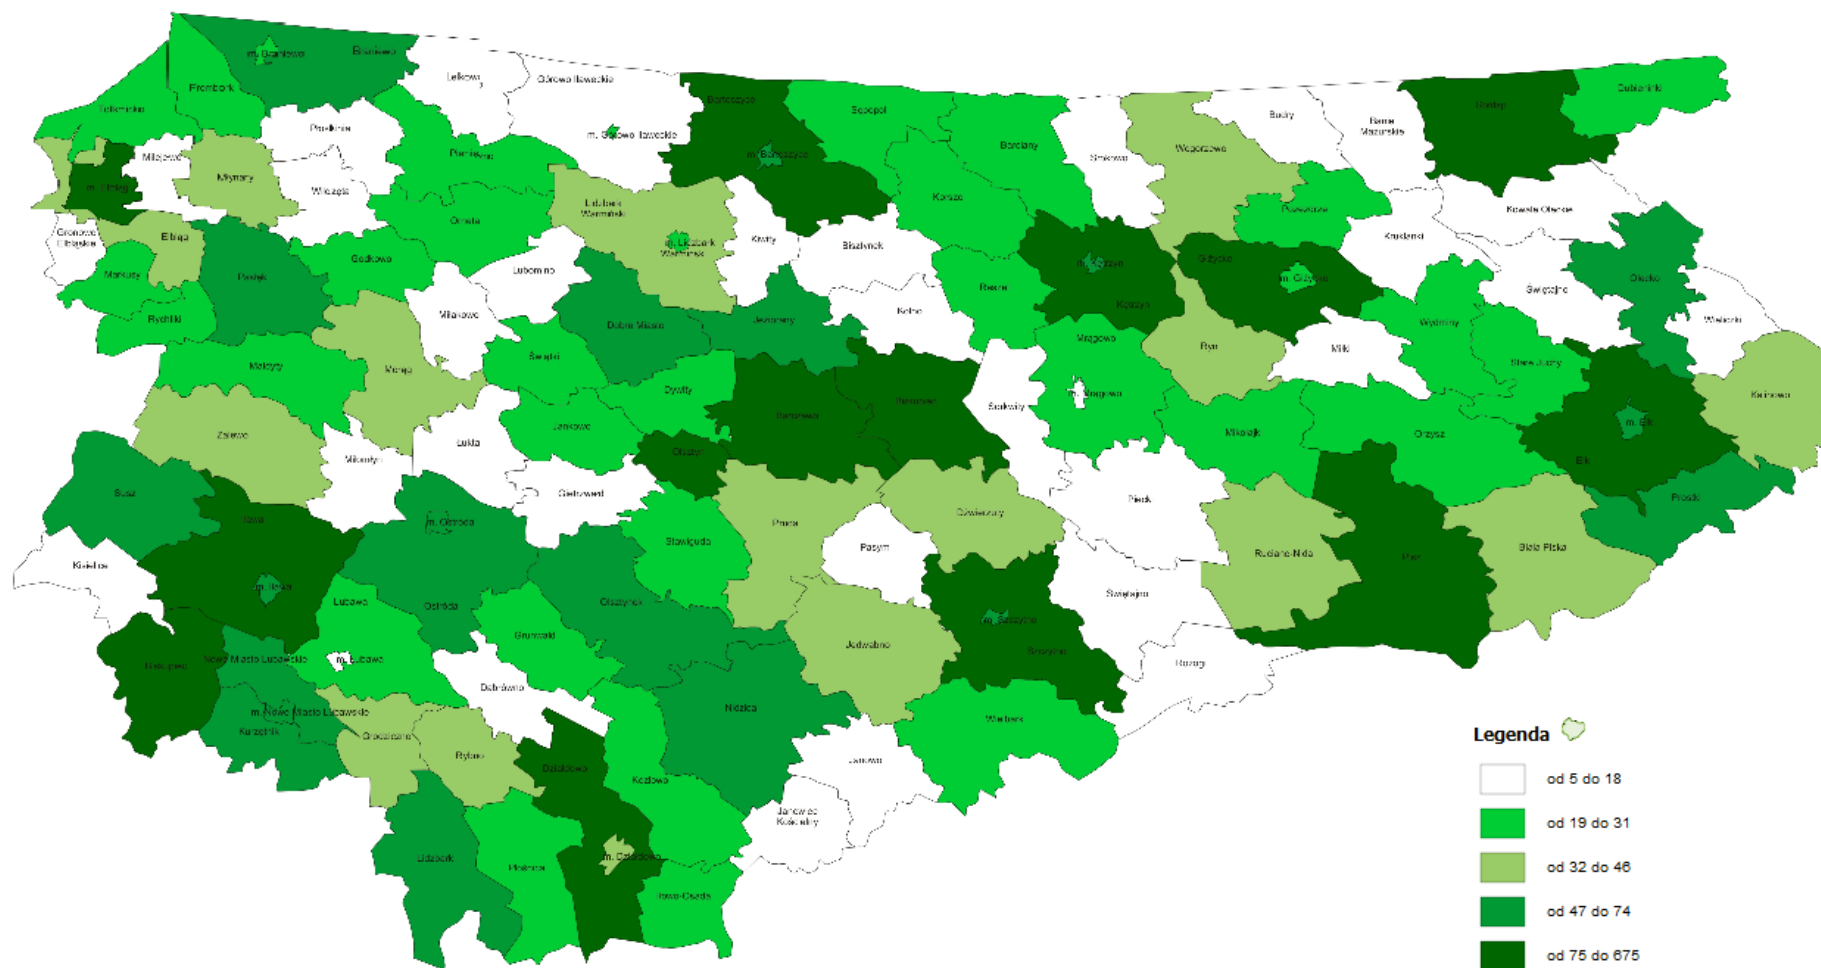 m. Braniewo
Braniewo
Lelkowo
Górowo Iławeckie
Frombork
Tolkmicko
Płoskinia
Bartoszyce
Sępopol
Dubieninki
Budry
Banie
Mazurskie
Gołdap
m. Górowo Iławeckie
Milejewo
Pieniężno
m. Bartoszyce
Barciany
Srokowo
Węgorzewo
m. Elbląg
Młynary
Wilczęta
Orneta
Lidzbark
Warmiński
Korsze
Pozezdrze
Kowale Oleckie
Gronowo
Elbląskie
Elbląg
m. Lidzbark
Warmiński
Kiwity
Bisztynek
Kruklanki
Markusy
Pasłęk
Godkowo
Lubomino
m. Kętrzyn
Giżycko
m. Giżycko
Olecko
Rychliki
Miłakowo
Dobre Miasto
Jeziorany
Kolno
Reszel
Kętrzyn
Świętajno
Wydminy
Wieliczki
Małdyty
Morąg
Świątki
Mrągowo
Ryn
Miłki
Stare Juchy
Dywity
Barczewo
Biskupiec
Sorkwity
m. Mrągowo
Kalinowo
Zalewo
Łukta
Jonkowo
Mikołajki
Orzysz
m. Ełk
Miłomłyn
Olsztyn
Ełk
Susz
Gietrzwałd
Piecki
Prostki
Iława
m. Ostróda
Stawiguda
Purda
Dźwierzuty
Pasym
Ruciane-Nida
Pisz
Biała Piska
Kisielice
m. Iława
Lubawa
Ostróda
Olsztynek
Świętajno
m. Szczytno
Grunwald
Jedwabno
Szczytno
Rozogi
Biskupiec
Nowe Miasto Lubawskie
m. Lubawa
Dąbrówno
Nidzica
Wielbark
m. Nowe Miasto Lubawskie
Kurzętnik
Grodziczno
Rybno
Działdowo
Kozłowo
Janowo
Janowiec
Kościelny
Lidzbark
Płośnica
m. Działdowo
Iłowo-Osada
Legenda
od 5 do 18
od 19 do 31
od 32 do 46
od 47 do 74
od 75 do 675